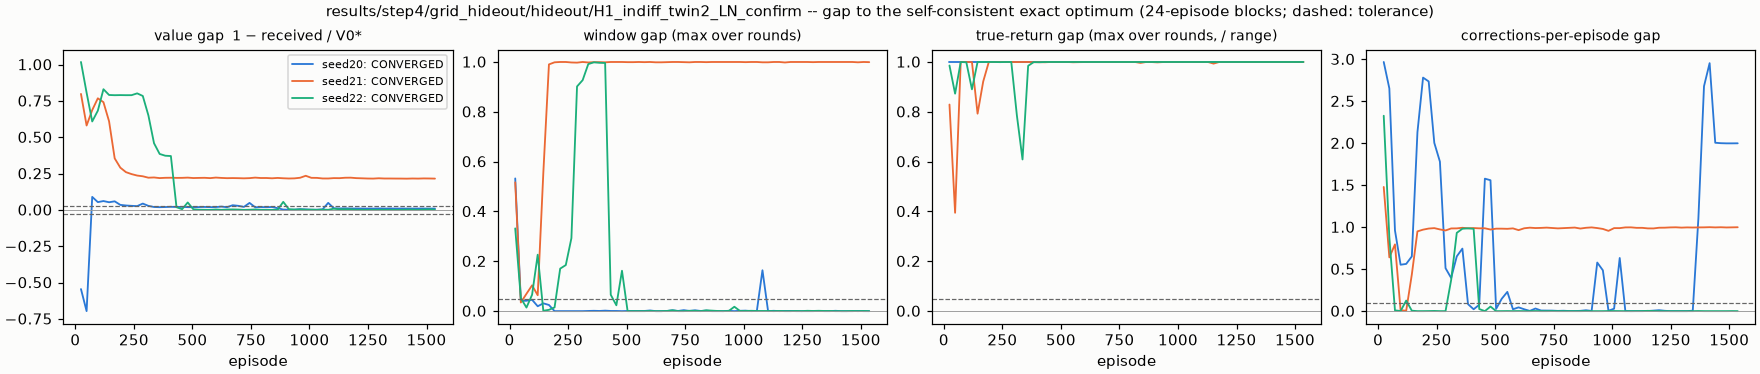 results/step4/grid_hideout/hideout/H1_indiff_twin2_LN_confirm -- gap to the self-consistent exact optimum (24-episode blocks; dashed: tolerance)
value gap  1 − received / V0*
1.00
0.75
0.50
0.25
0.00
−0.25
−0.50
−0.75
seed20: CONVERGED
seed21: CONVERGED
seed22: CONVERGED
0 250 500 750 1000 1250 1500
episode
window gap (max over rounds)
1.0
0.8
0.6
0.4
0.2
0.0
0 250 500 750 1000 1250 1500
episode
true-return gap (max over rounds, / range)
1.0
0.8
0.6
0.4
0.2
0.0
0 250 500 750 1000 1250 1500
episode
corrections-per-episode gap
3.0
2.5
2.0
1.5
1.0
0.5
0.0
0 250 500 750 1000 1250 1500
episode